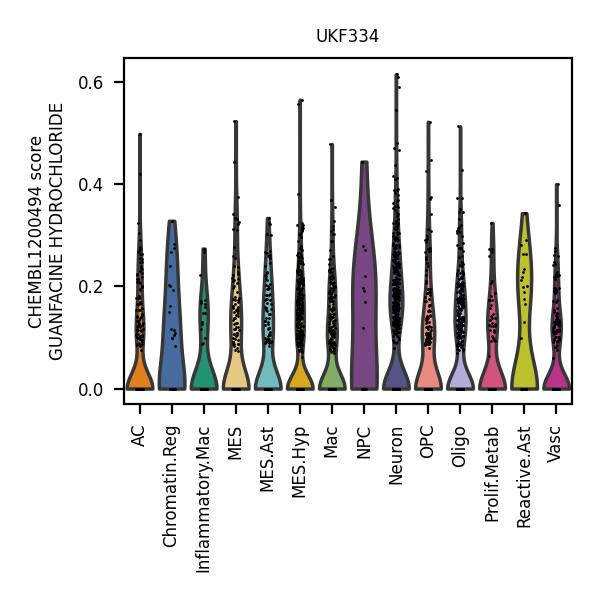 UKF334
CHEMBL1200494 score
GUANFACINE HYDROCHLORIDE
0.6
0.4
0.2
0.0
AC
Chromatin.Reg
Inflammatory.Mac
MES
MES.Ast
MES.Hyp
Mac
NPC
Neuron
OPC
Oligo
Prolif.Metab
Reactive.Ast
Vasc